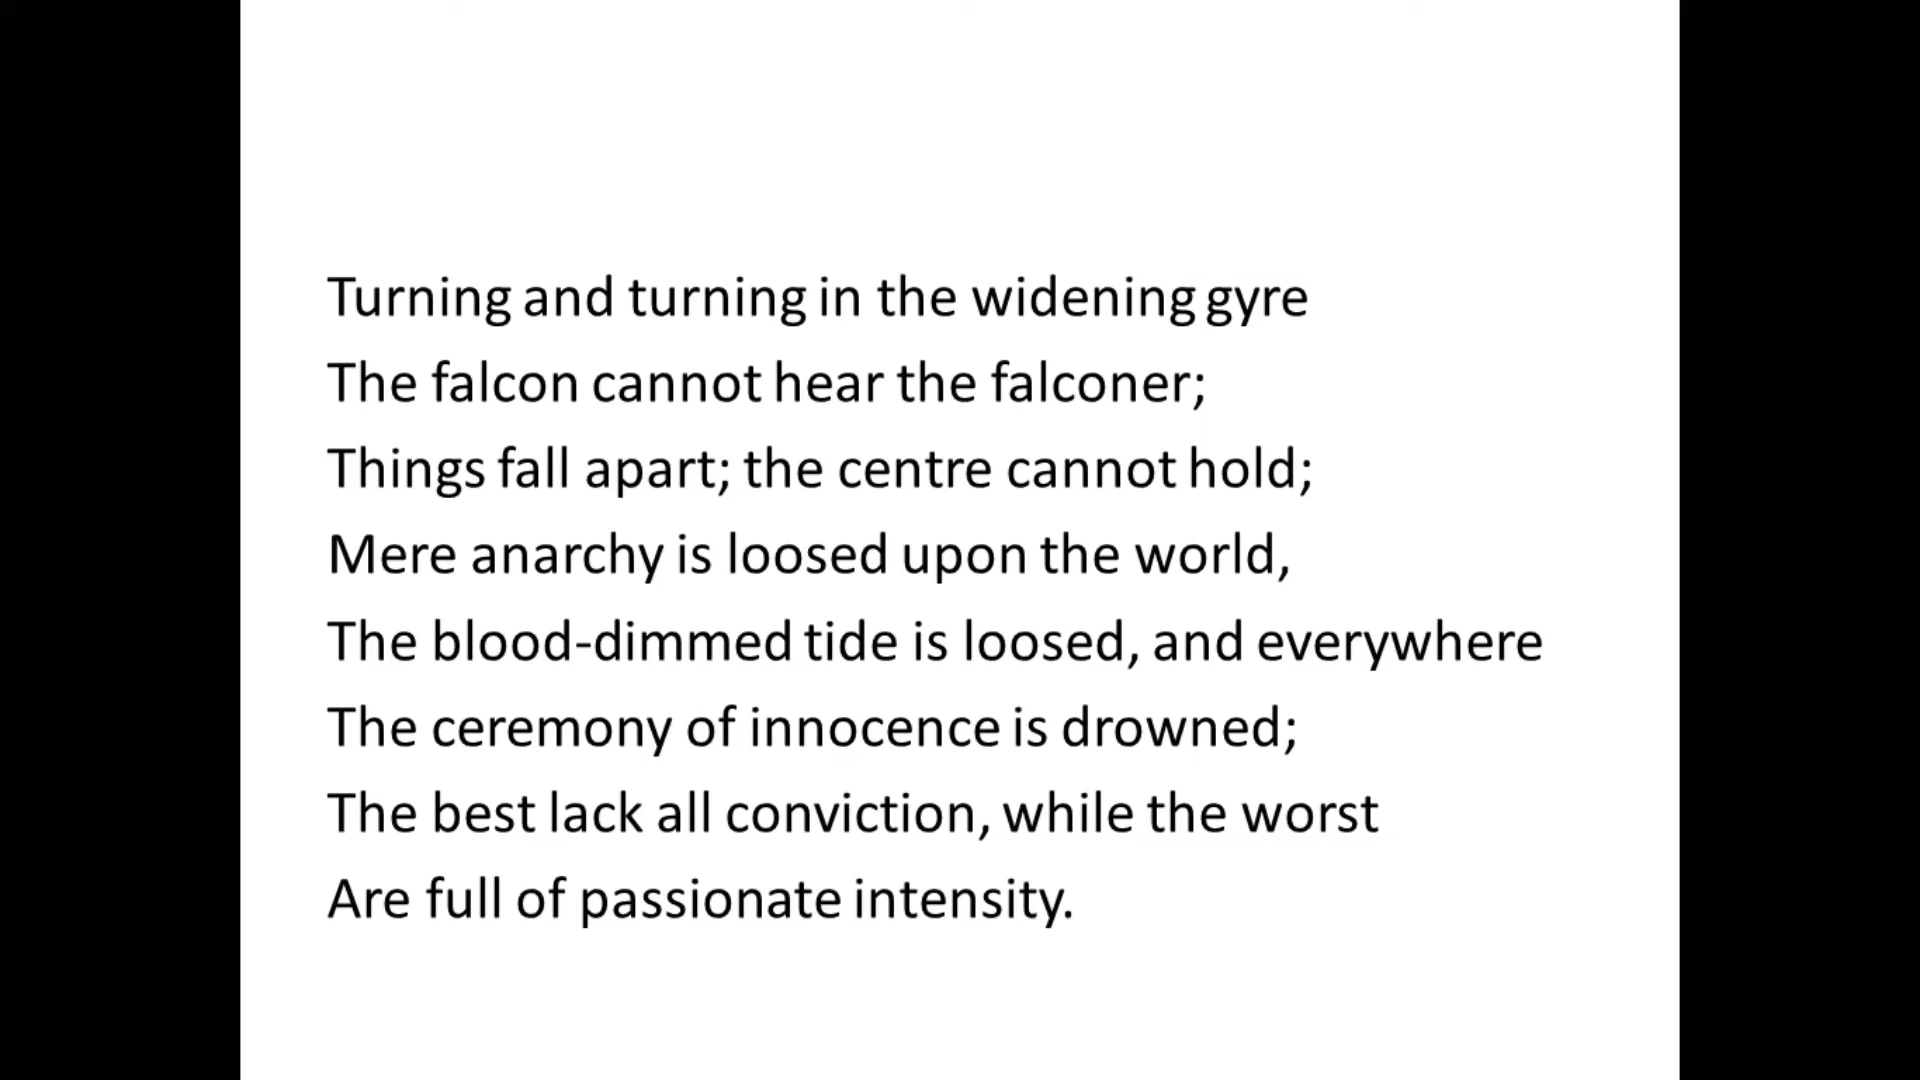 Turning and turning in the widening gyre
The falcon cannot hear the falconer;
Things fall apart; the centre cannot hold;
Mere anarchy is loosed upon the world,
The blood-dimmed tide is loosed, and everywhere
The ceremony of innocence is drowned;
The best lack all conviction, while the worst
Are full of passionate intensity.